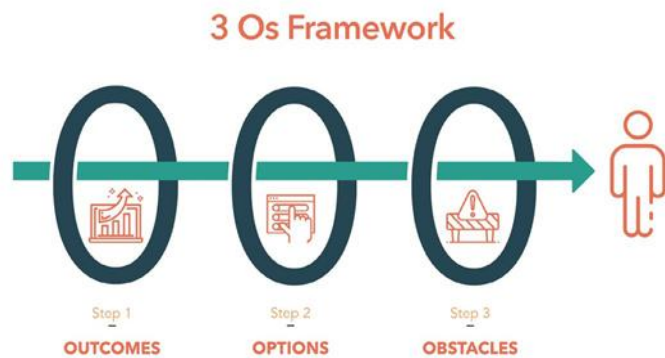 3 Os Framework
Step 1
Step 2
Step 3
OUTCOMES
OPTIONS
OBSTACLES